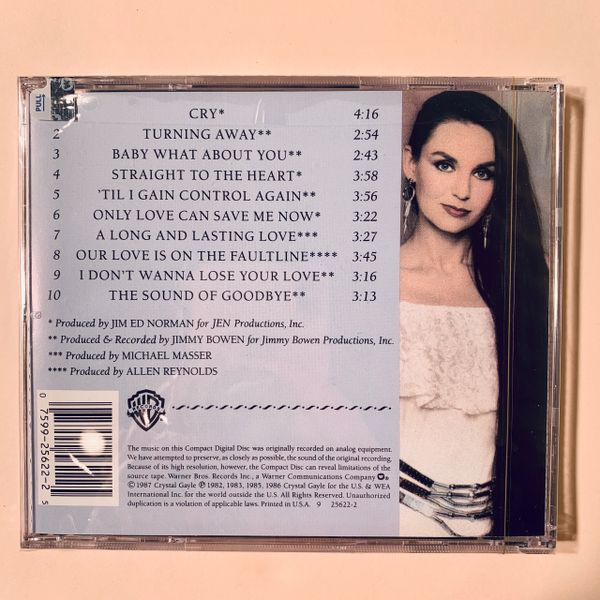 PULL
CRY* 4:16
2 TURNING AWAY** 2:54
3 BABY WHAT ABOUT YOU** 2:43
4 STRAIGHT TO THE HEART* 3:58
5 'TIL I GAIN CONTROL AGAIN** 3:56
6 ONLY LOVE CAN SAVE ME NOW* 3:22
7 A LONG AND LASTING LOVE*** 3:27
8 OUR LOVE IS ON THE FAULTLINE**** 3:45
9 I DON'T WANNA LOSE YOUR LOVE** 3:16
10 THE SOUND OF GOODBYE** 3:13
* Produced by JIM ED NORMAN for JEN Productions, Inc.
** Produced & Recorded by JIMMY BOWEN for Jimmy Bowen Productions, Inc.
*** Produced by MICHAEL MASSER
**** Produced by ALLEN REYNOLDS
0 7599-25622-2 5
RECORDS
The music on this Compact Digital Disc was originally recorded on analog equipment.
We have attempted to preserve, as closely as possible, the sound of the original recording.
Because of its high resolution, however, the Compact Disc can reveal limitations of the
source tape. Warner Bros. Records Inc., a Warner Communications Company
©1987 Crystal Gayle ℗ 1982, 1983, 1985, 1986 Crystal Gayle for the U.S. & WEA
International Inc. for the world outside the U.S. All Rights Reserved. Unauthorized
duplication is a violation of applicable laws. Printed in U.S.A. 9 25622-2